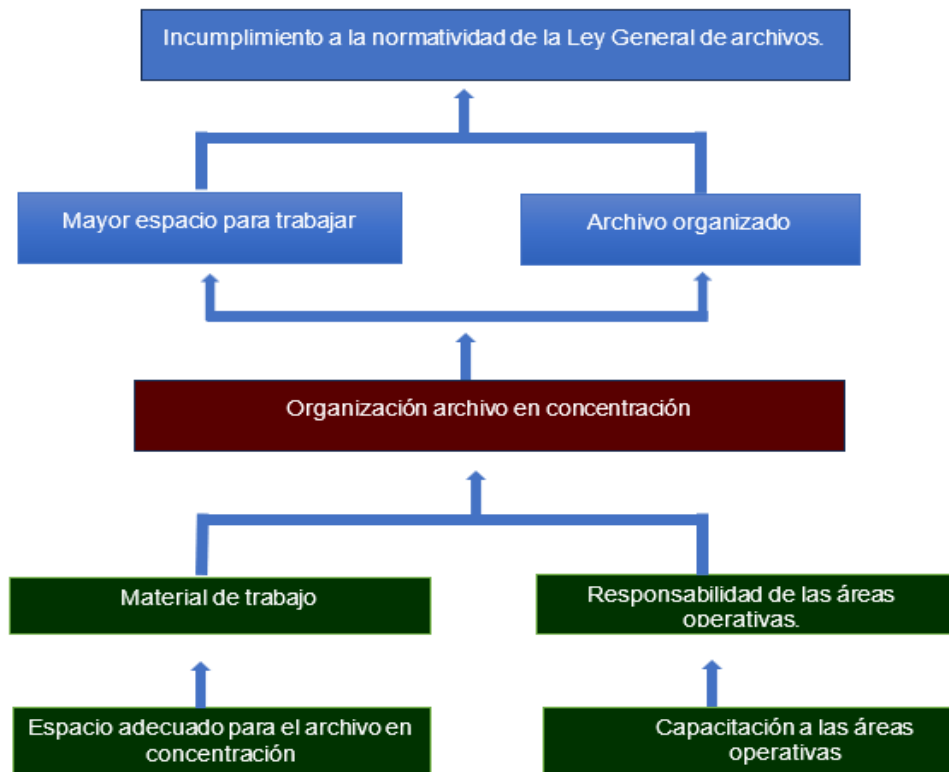 Incumplimiento a la normatividad de la Ley General de archivos.
Mayor espacio para trabajar
Archivo organizado
Organización archivo en concentración
Material de trabajo
Responsabilidad de las áreas
operativas.
Espacio adecuado para el archivo en
concentración
Capacitación a las áreas
operativas